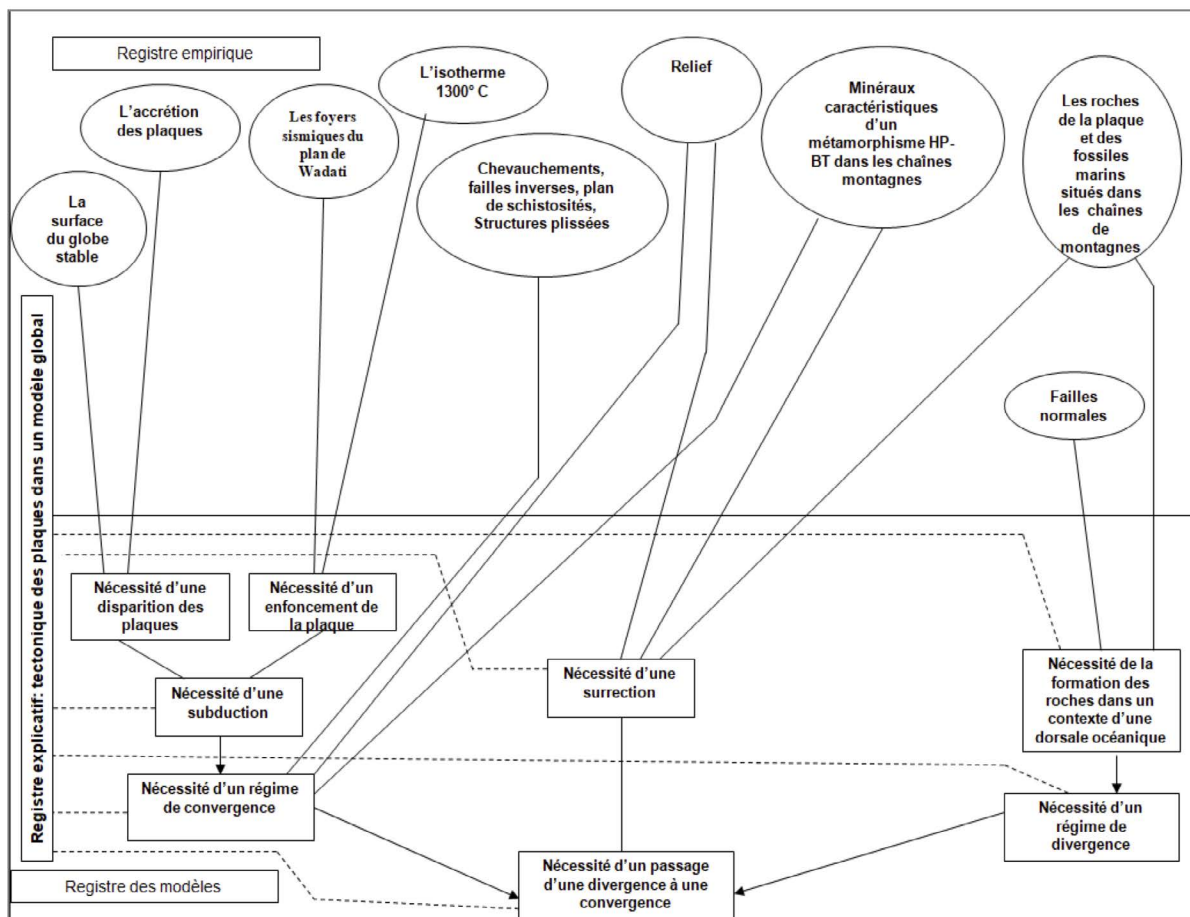 Registre empirique
L'accrétion
des plaques
La
surface
du globe
stable
Les foyers
sismiques du
plan de
Wadati
L'isotherme
1300° C
Chevauchements,
failles inverses, plan
de schistosités,
Structures plissées
Relief
Minéraux
caractéristiques
d'un
métamorphisme HP-
BT dans les chaînes
montagnes
Les roches
de la plaque
et des
fossiles
marins
situés dans
les chaînes
de
montagnes
Failles
normales
Registre explicatif: tectonique des plaques dans un modèle global
Nécessité d'une
disparition des
plaques
Nécessité d'un
enfoncement de
la plaque
Nécessité d'une
subduction
Nécessité d'une
surrection
Nécessité de la
formation des
roches dans un
contexte d'une
dorsale océanique
Nécessité d'un régime
de convergence
Nécessité d'un
régime de
divergence
Nécessité d'un passage
d'une divergence à une
convergence
Registre des modèles